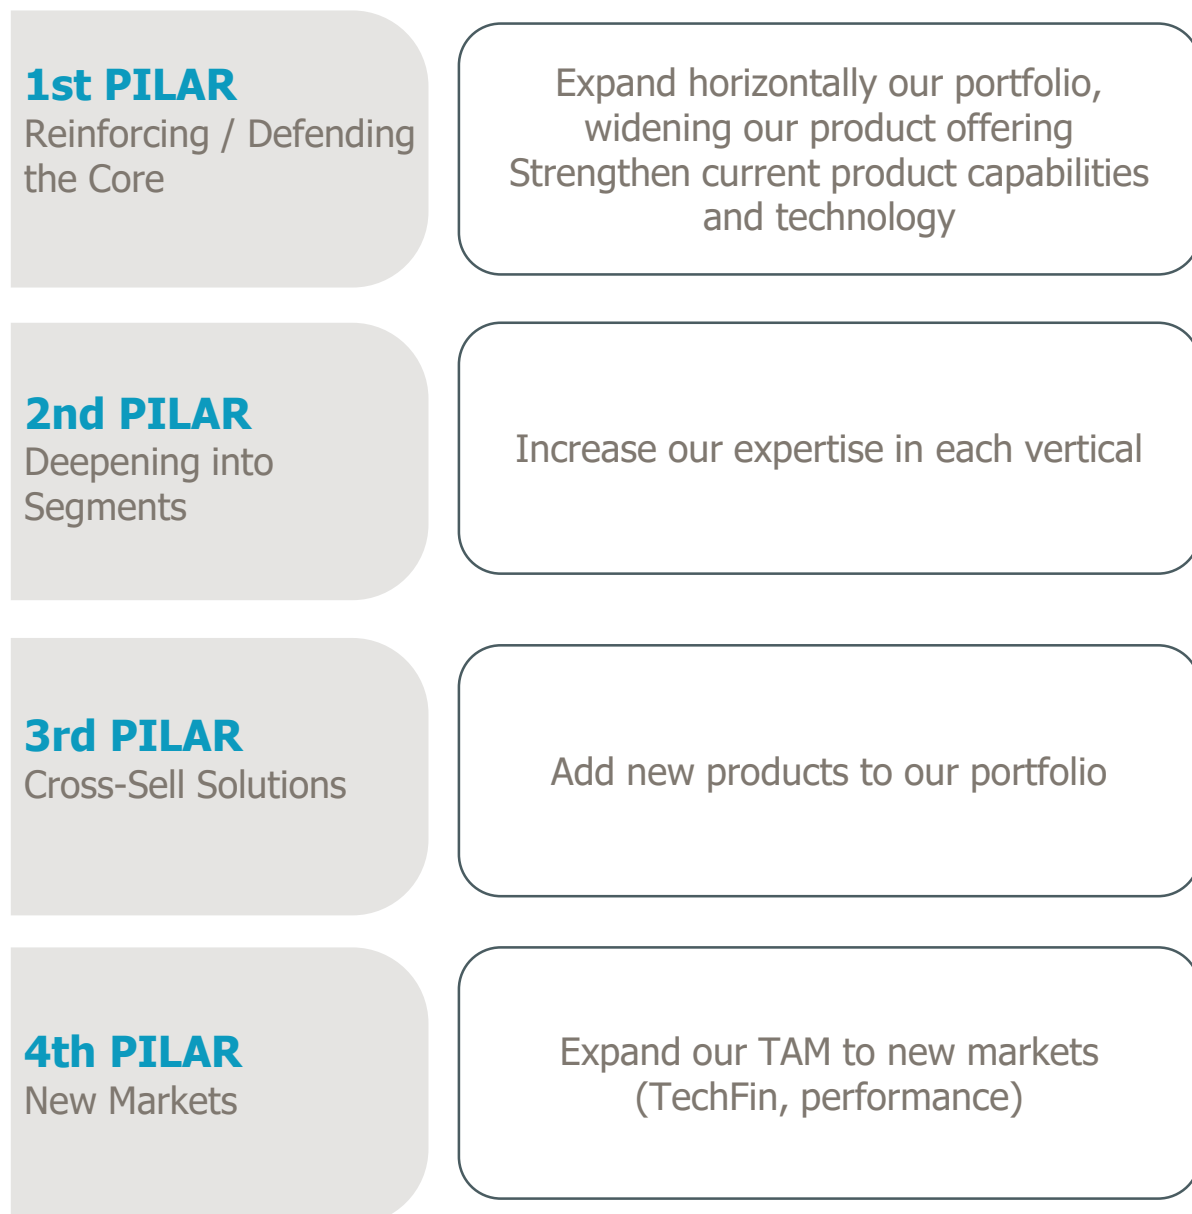 1st PILAR
Reinforcing / Defending
the Core
Expand horizontally our portfolio,
widening our product offering
Strengthen current product capabilities
and technology
2nd PILAR
Deepening into
Segments
Increase our expertise in each vertical
3rd PILAR
Cross-Sell Solutions
Add new products to our portfolio
4th PILAR
New Markets
Expand our TAM to new markets
(TechFin, performance)